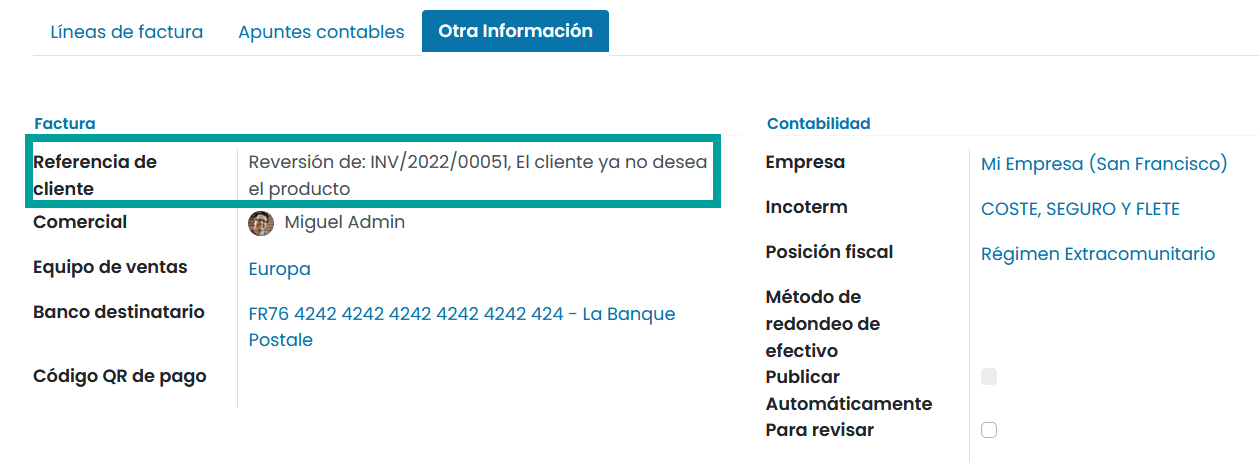 Líneas de factura Apuntes contables Otra Información
Factura
Referencia de
cliente
Reversión de: INV/2022/00051, El cliente ya no desea
el producto
Comercial
Miguel Admin
Equipo de ventas
Europa
Banco destinatario
FR76 4242 4242 4242 4242 4242 424 - La Banque
Postale
Código QR de pago
Contabilidad
Empresa
Mi Empresa (San Francisco)
Incoterm
COSTE, SEGURO Y FLETE
Posición fiscal
Régimen Extracomunitario
Método de
redondeo de
efectivo
Publicar
Automáticamente
Para revisar